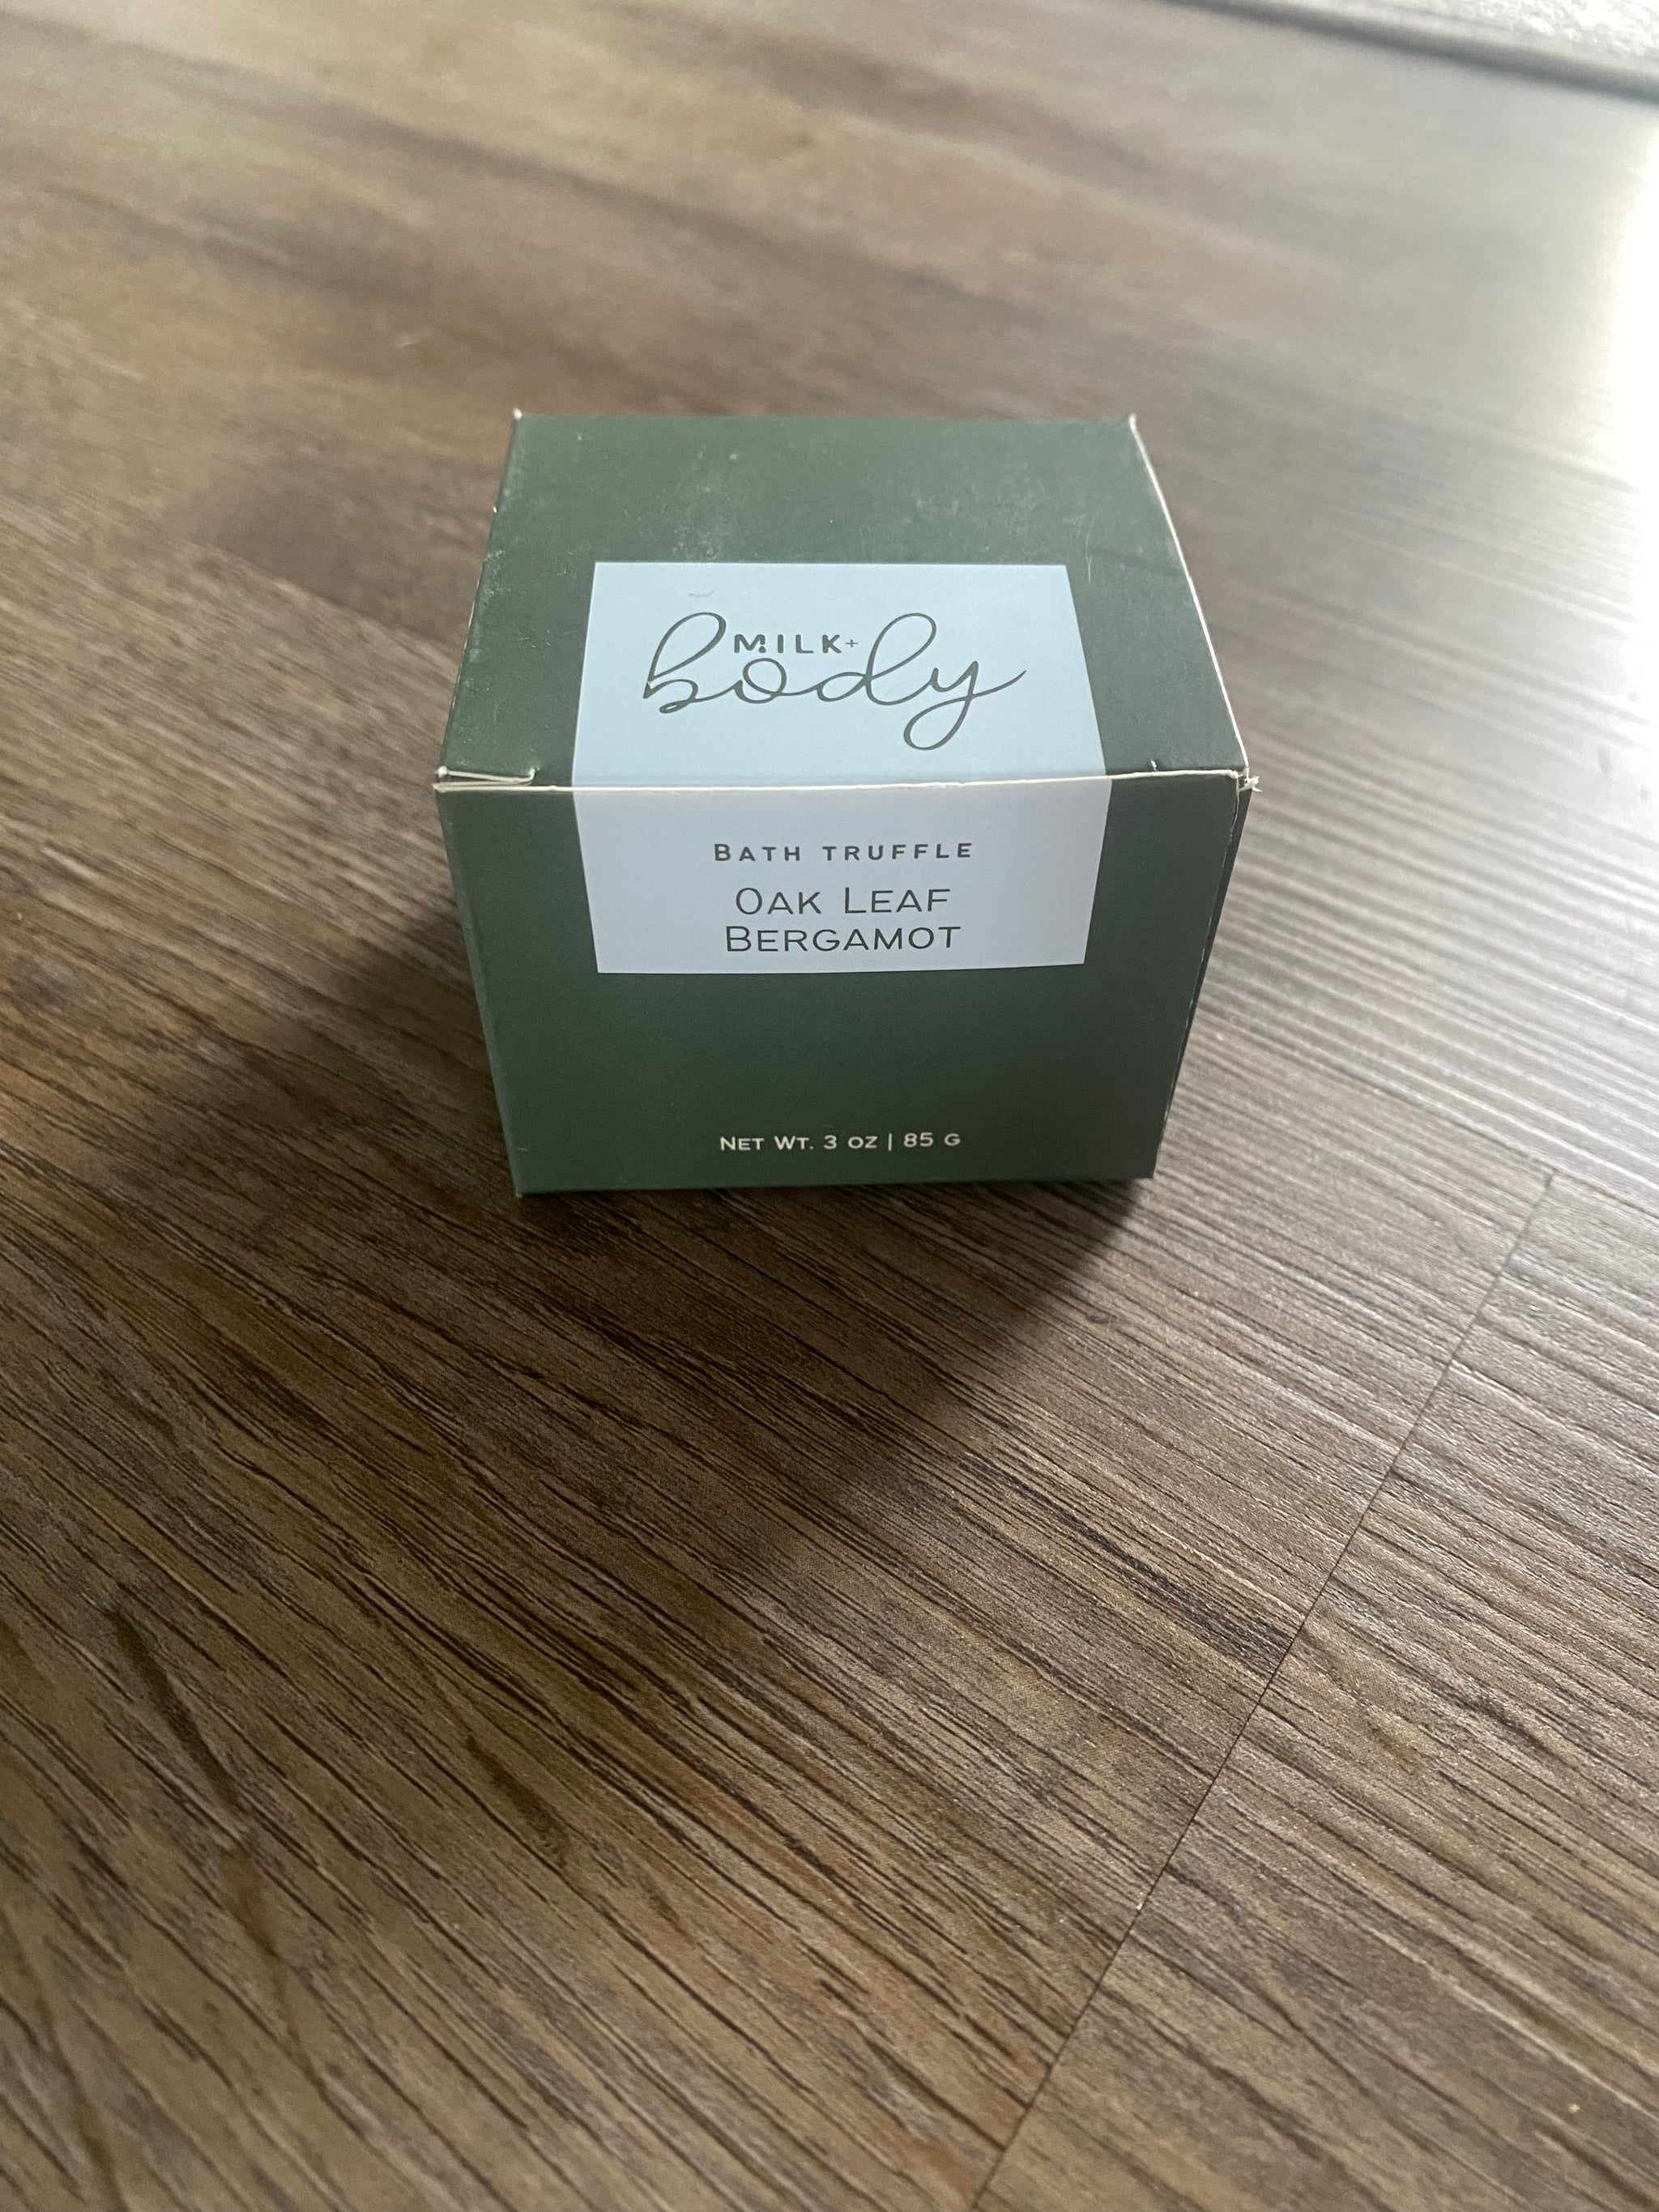 MILK+
body
BATH TRUFFLE
OAK LEAF
BERGAMOT
NET WT. 3 OZ | 85 G